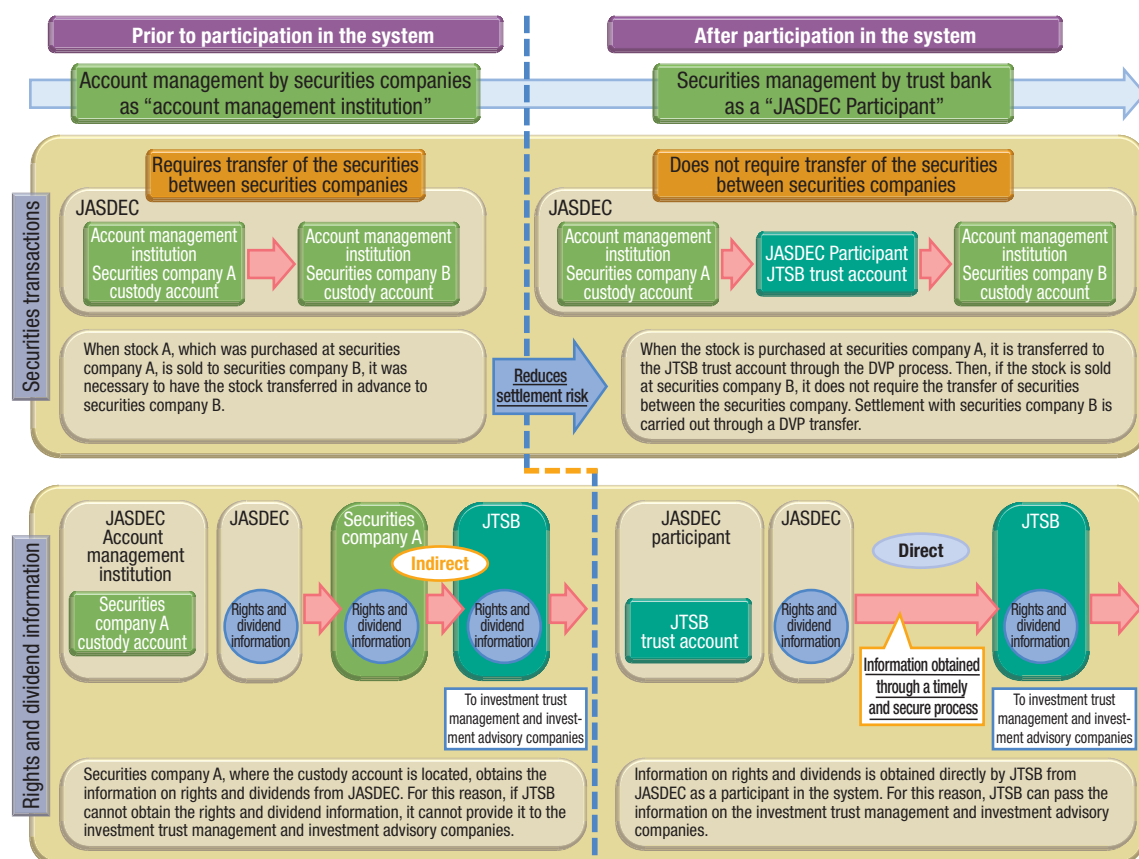 Prior to participation in the system
After participation in the system
Account management by securities companies
as “account management institution”
Securities management by trust bank
as a “JASDEC Participant”
Securities transactions
Requires transfer of the securities
between securities companies
JASDEC
Account management
institution
Securities company A
custody account
Account management
institution
Securities company B
custody account
When stock A, which was purchased at securities
company A, is sold to securities company B, it was
necessary to have the stock transferred in advance to
securities company B.
Reduces
settlement risk
Does not require transfer of the securities
between securities companies
JASDEC
Account management
institution
Securities company A
custody account
JASDEC Participant
JTSB trust account
Account management
institution
Securities company B
custody account
When the stock is purchased at securities company A, it is transferred to
the JTSB trust account through the DVP process. Then, if the stock is sold
at securities company B, it does not require the transfer of securities
between the securities company. Settlement with securities company B is
carried out through a DVP transfer.
Rights and dividend information
JASDEC
Account
management
institution
Securities
company A
custody account
JASDEC
Rights and
dividend
information
Securities
company A
Rights and
dividend
information
Indirect
JTSB
Rights and
dividend
information
To investment trust
management and invest-
ment advisory companies
Securities company A, where the custody account is located, obtains the
information on rights and dividends from JASDEC. For this reason, if JTSB
cannot obtain the rights and dividend information, it cannot provide it to the
investment trust management and investment advisory companies.
JASDEC
participant
JTSB
trust account
JASDEC
Rights and
dividend
information
Direct
Information obtained
through a timely
and secure process
JTSB
Rights and
dividend
information
To investment trust
management and invest-
ment advisory companies
Information on rights and dividends is obtained directly by JTSB from
JASDEC as a participant in the system. For this reason, JTSB can pass the
information on the investment trust management and investment advisory
companies.